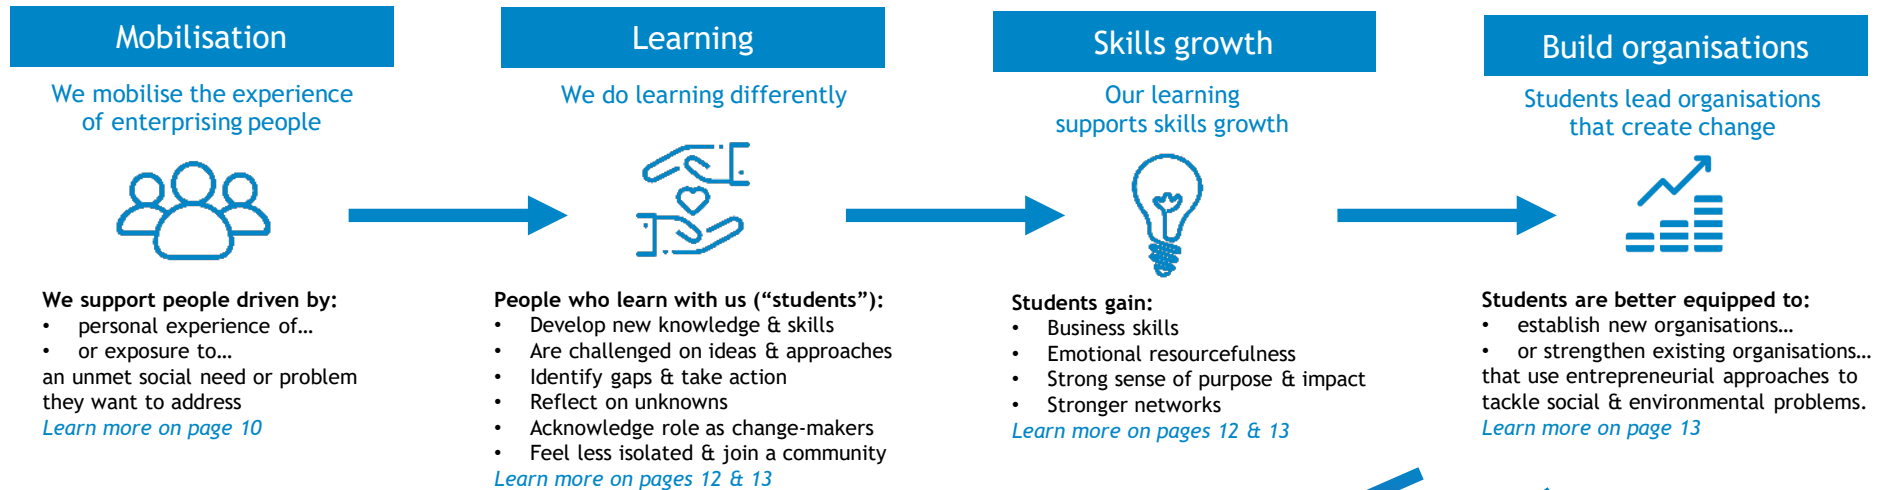 Mobilisation
We mobilise the experience
of enterprising people
We support people driven by:
• personal experience of…
• or exposure to…
an unmet social need or problem
they want to address
Learn more on page 10
Learning
We do learning differently
People who learn with us (“students”):
• Develop new knowledge & skills
• Are challenged on ideas & approaches
• Identify gaps & take action
• Reflect on unknowns
• Acknowledge role as change-makers
• Feel less isolated & join a community
Learn more on pages 12 & 13
Skills growth
Our learning
supports skills growth
Students gain:
• Business skills
• Emotional resourcefulness
• Strong sense of purpose & impact
• Stronger networks
Learn more on pages 12 & 13
Build organisations
Students lead organisations
that create change
Students are better equipped to:
• establish new organisations…
• or strengthen existing organisations…
that use entrepreneurial approaches to
tackle social & environmental problems.
Learn more on page 13